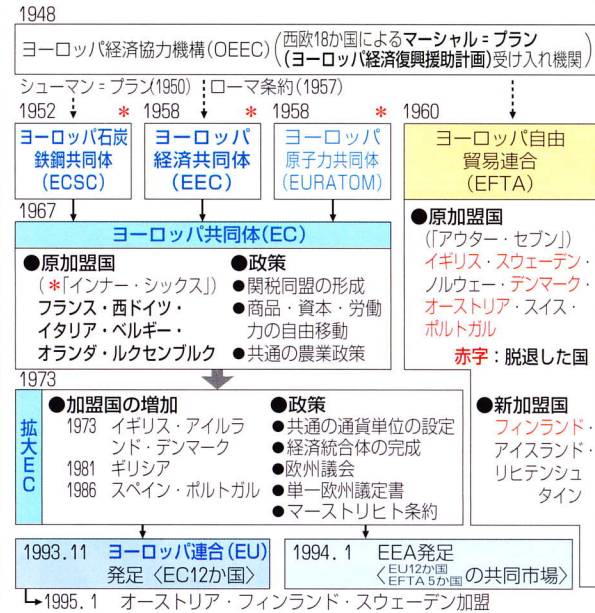 1948
ヨーロッパ経済協力機構(OEEC)
西欧18か国によるマーシャル=プラン
(ヨーロッパ経済復興援助計画)受け入れ機関
シューマン=プラン(1950)
ローマ条約(1957)
1952 *
ヨーロッパ石炭
鉄鋼共同体
(ECSC)
1958 *
ヨーロッパ
経済共同体
(EEC)
1958 *
ヨーロッパ
原子力共同体
(EURATOM)
1960
ヨーロッパ自由
貿易連合
(EFTA)
1967
ヨーロッパ共同体(EC)
●原加盟国
(*「インナー・シックス」)
フランス・西ドイツ・
イタリア・ベルギー・
オランダ・ルクセンブルク
●政策
●関税同盟の形成
●商品・資本・労働
力の自由移動
●共通の農業政策
●原加盟国
(「アウター・セブン」)
イギリス・スウェーデン・
ノルウェー・デンマーク・
オーストリア・スイス・
ポルトガル
赤字:脱退した国
●新加盟国
フィンランド・
アイスランド・
リヒテンシュ
タイン
1973
拡大EC
●加盟国の増加
1973 イギリス・アイルラ
ンド・デンマーク
1981 ギリシア
1986 スペイン・ポルトガル
●政策
●共通の通貨単位の設定
●経済統合体の完成
●欧州議会
●単一欧州議定書
●マーストリヒト条約
1993.11 ヨーロッパ連合(EU)
発足〈EC12か国〉
1994.1 EEA発足
〈EU12か国
EFTA5か国の共同市場〉
1995.1 オーストリア・フィンランド・スウェーデン加盟